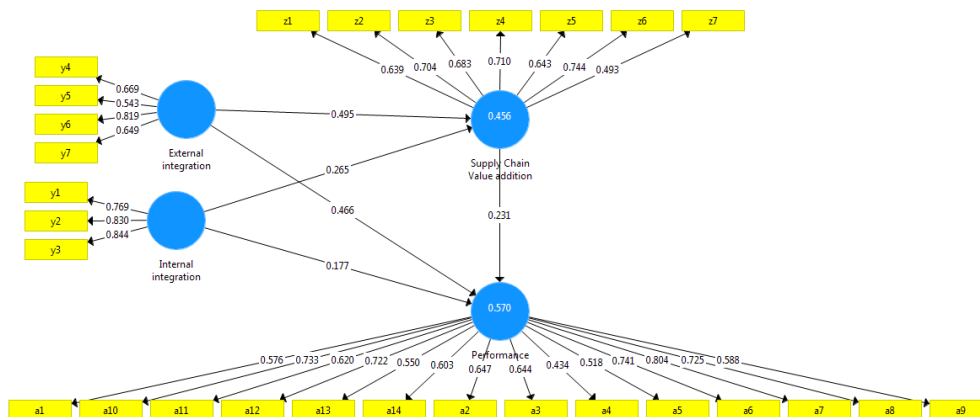 z1 z2 z3 z4 z5 z6 z7
0.639 0.704 0.683 0.710 0.643 0.744 0.493
y4
y5
y6
y7
0.669
0.543
0.819
0.649
External
integration
0.495
0.456
Supply Chain
Value addition
0.265
0.466
0.231
y1
y2
y3
0.769
0.830
0.844
Internal
integration
0.177
0.570
Performance
0.576 0.733 0.620 0.722 0.550 0.603 0.647 0.644 0.434 0.518 0.741 0.804 0.725 0.588
a1 a10 a11 a12 a13 a14 a2 a3 a4 a5 a6 a7 a8 a9